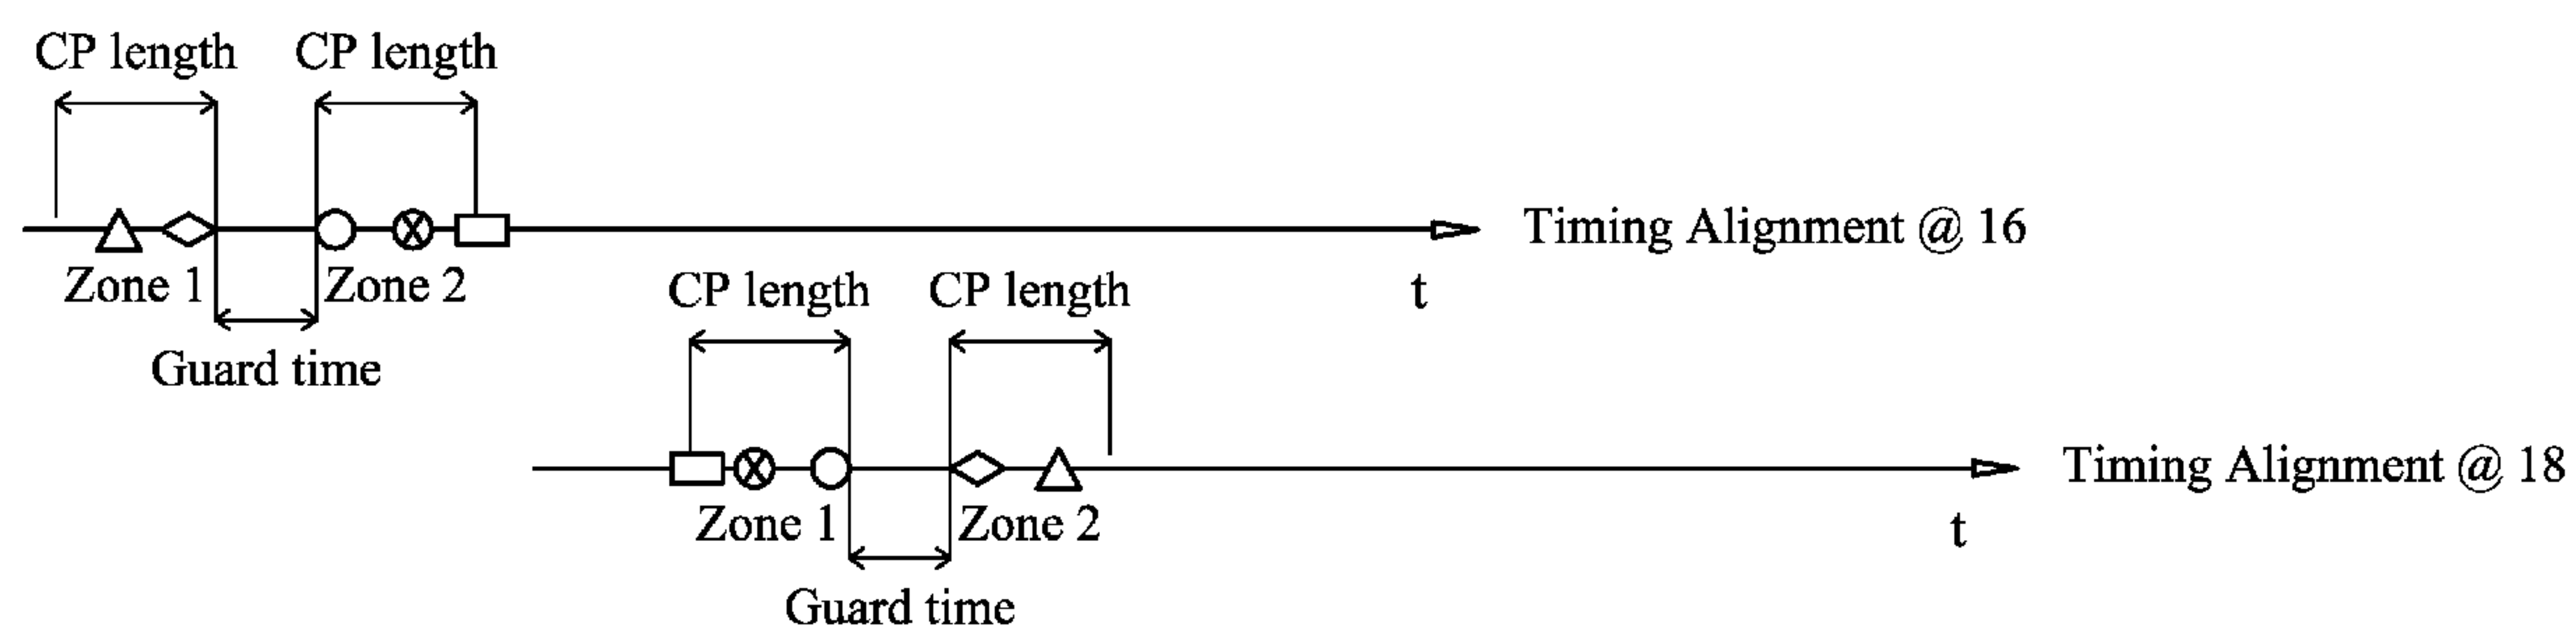 CP length CP length
Timing Alignment @ 16
Zone 1 Zone 2
t
Guard time
CP length CP length
Timing Alignment @ 18
Zone 1 Zone 2
t
Guard time